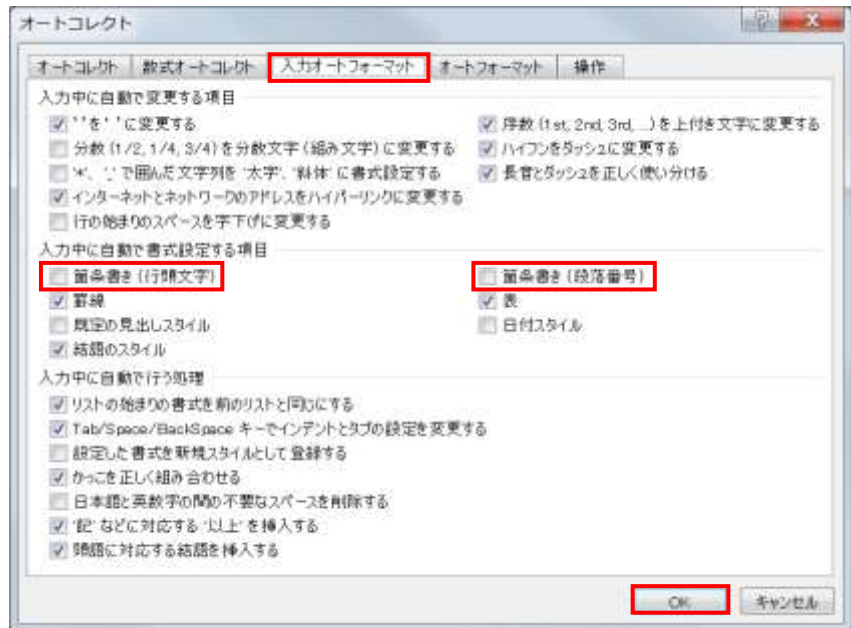 オートコレクト
オートコレクト 数式オートコレクト 入力オートフォーマット オートフォーマット 操作
入力中に自動で変更する項目
' 'を' 'に変更する 序数 (1st, 2nd, 3rd, ...)を上付き文字に変更する
分数 (1/2, 1/4, 3/4) を分数文字 (組み文字) に変更する ハイフンをダッシュに変更する
'*'、'_' で囲んだ文字列を '太字'、'斜体' に書式設定する 長音とダッシュを正しく使い分ける
インターネットとネットワークのアドレスをハイパーリンクに変更する
行の始まりのスペースを字下げに変更する
入力中に自動で書式設定する項目
箇条書き (行頭文字) 箇条書き (段落番号)
罫線 表
既定の見出しスタイル 日付スタイル
結語のスタイル
入力中に自動で行う処理
リストの始まりの書式を前のリストと同じにする
Tab/Space/BackSpace キーでインデントとタブの設定を変更する
設定した書式を新規スタイルとして登録する
かっこを正しく組み合わせる
日本語と英数字の間の不要なスペースを削除する
'記' などに対応する '以上' を挿入する
頭語に対応する結語を挿入する
OK キャンセル